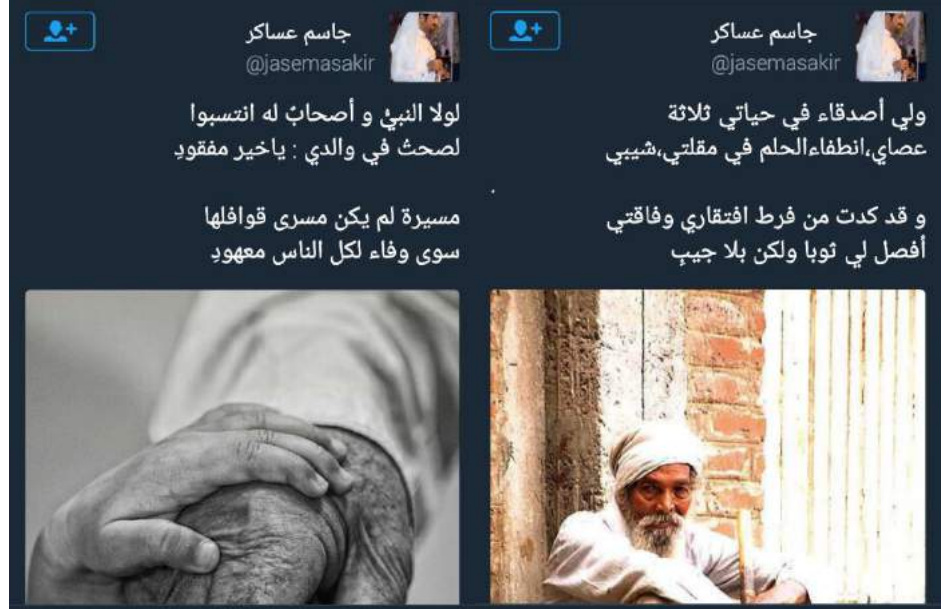 جاسم عساكر
@jasemasakir
ولي أصدقاء في حياتي ثلاثة
عصاي،انطفاءالحلم في مقلتي،شيبي
.
و قد كدت من فرط افتقاري وفاقتي
أفصل لي ثوبا ولكن بلا جيبِ
جاسم عساكر
@jasemasakir
لولا النبيُّ و أصحابٌ له انتسبوا
لصحتُ في والدي : ياخير مفقودِ
مسيرة لم يكن مسرى قوافلها
سوى وفاء لكل الناس معهودِ